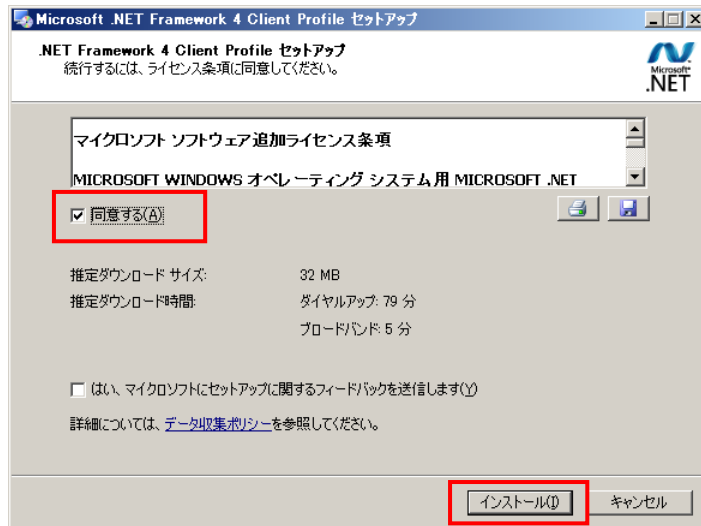 Microsoft .NET Framework 4 Client Profile セットアップ
.NET Framework 4 Client Profile セットアップ
続行するには、ライセンス条項に同意してください。
Microsoft
.NET
マイクロソフト ソフトウェア追加ライセンス条項
MICROSOFT WINDOWS オペレーティング システム用 MICROSOFT .NET
同意する(A)
推定ダウンロード サイズ: 32 MB
推定ダウンロード時間: ダイヤルアップ: 79 分
ブロードバンド: 5 分
はい、マイクロソフトにセットアップに関するフィードバックを送信します(Y)
詳細については、データ収集ポリシーを参照してください。
インストール(I) キャンセル